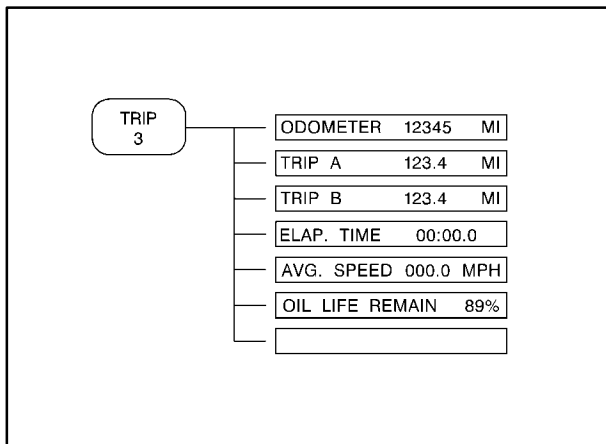 TRIP
3
ODOMETER 12345 MI
TRIP A 123.4 MI
TRIP B 123.4 MI
ELAP. TIME 00:00.0
AVG. SPEED 000.0 MPH
OIL LIFE REMAIN 89%